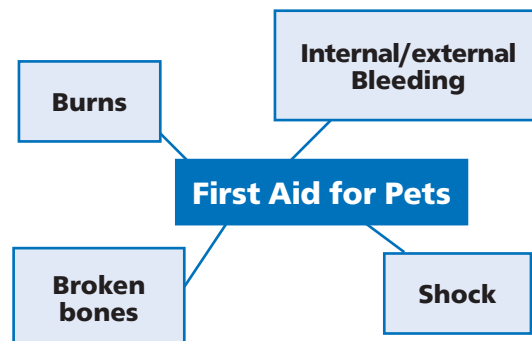 Internal/external
Bleeding
Burns
First Aid for Pets
Broken
bones
Shock